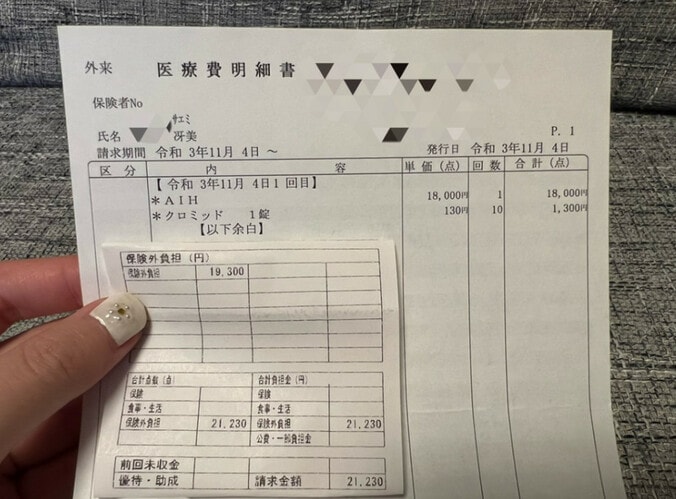 外来 医療費明細書
保険者No
サエミ
氏名 冴美
P. 1
請求期間 令和 3年11月 4日 ～ 発行日 令和 3年11月 4日
区分 内容 単価(点) 回数 合計(点)
【 令和 3年11月 4日1回目】
＊AIH 18,000円 1 18,000円
＊クロミッド 1錠 130円 10 1,300円
【以下余白】
保険外負担(円)
保険外負担 19,300
合計点数(点) 合計負担金(円)
保険 保険
食事・生活 食事・生活
保険外負担 21,230 保険外負担 21,230
公費・一部負担金
前回未収金
優待・助成 請求金額 21,230